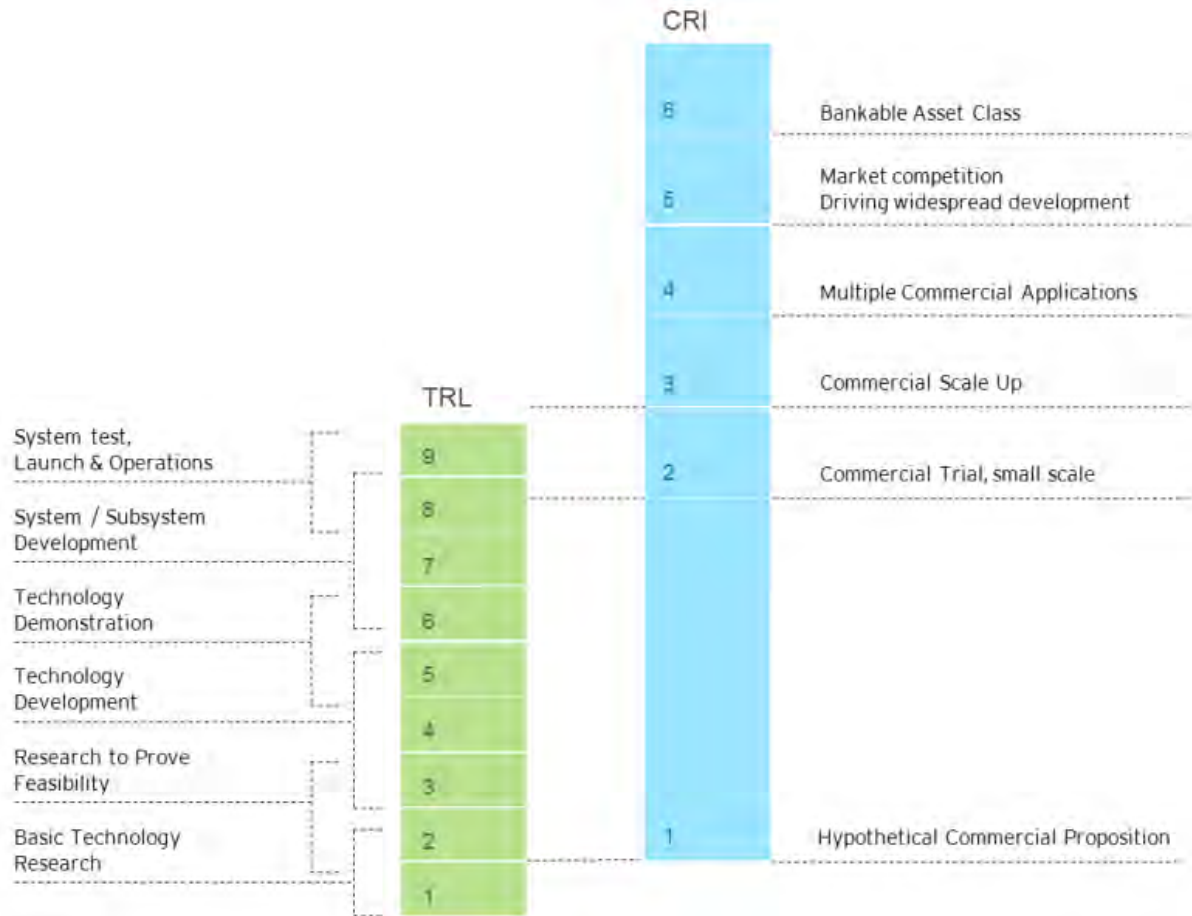 CRI
6
Bankable Asset Class
Market competition
5
Driving widespread development
4
Multiple Commercial Applications
3
Commercial Scale Up
TRL
System test,
Launch & Operations
9
2
Commercial Trial, small scale
8
System / Subsystem
Development
7
Technology
Demonstration
6
5
Technology
Development
4
Research to Prove
Feasibility
3
Basic Technology
Research
2
1
Hypothetical Commercial Proposition
1